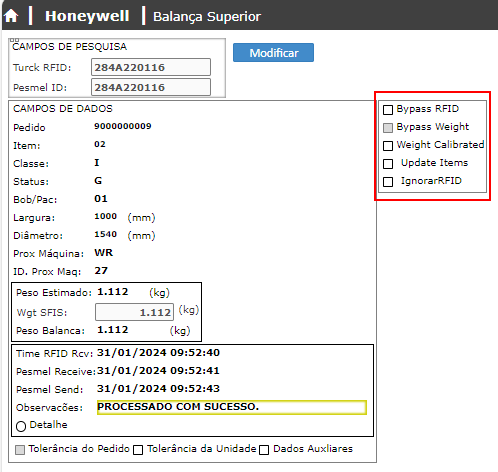 Honeywell | Balança Superior
CAMPOS DE PESQUISA
Turck RFID: 284A220116
Pesmel ID: 284A220116
Modificar
CAMPOS DE DADOS
Pedido 9000000009
Item: 02
Classe: I
Status: G
Bob/Pac: 01
Largura: 1000 (mm)
Diâmetro: 1540 (mm)
Prox Máquina: WR
ID. Prox Maq: 27
Peso Estimado: 1.112 (kg)
Wgt SFIS: 1.112 (kg)
Peso Balanca: 1.112 (kg)
Time RFID Rcv: 31/01/2024 09:52:40
Pesmel Receive: 31/01/2024 09:52:41
Pesmel Send: 31/01/2024 09:52:43
Observacões: PROCESSADO COM SUCESSO.
Detalhe
Tolerância do Pedido Tolerância da Unidade Dados Auxliares
Bypass RFID
Bypass Weight
Weight Calibrated
Update Items
IgnorarRFID